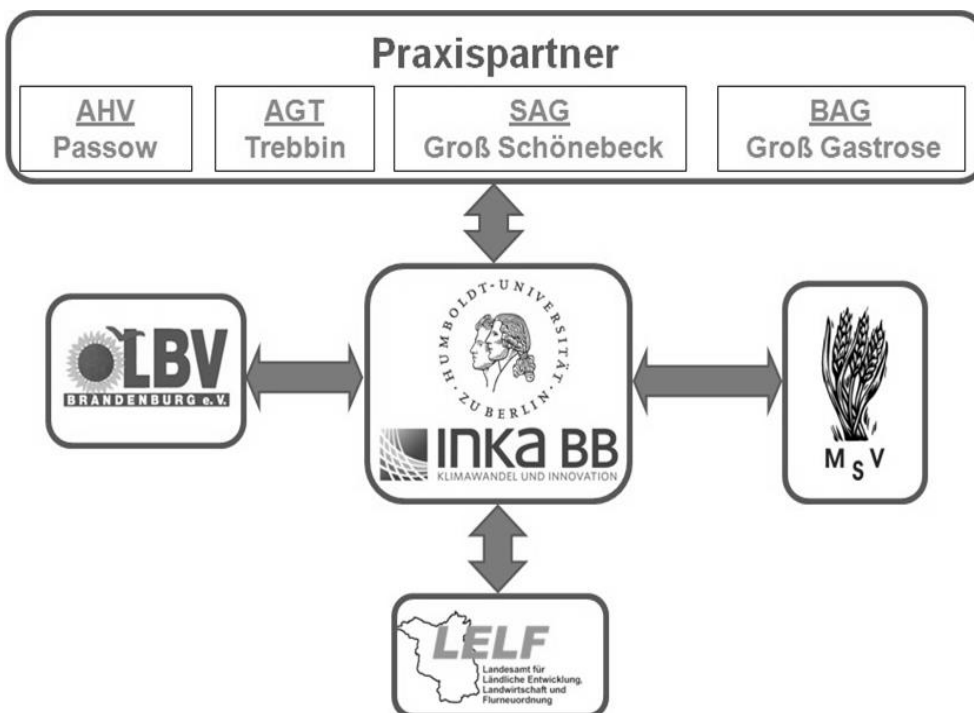 Praxispartner
AHV
Passow
AGT
Trebbin
SAG
Groß Schönebeck
BAG
Groß Gastrose
LBV
BRANDENBURG e.V.
HUMBOLDT-UNIVERSITÄT
· ZU BERLIN ·
INKA BB
KLIMAWANDEL UND INNOVATION
M S V
LELF
Landesamt für
Ländliche Entwicklung,
Landwirtschaft und
Flurneuordnung